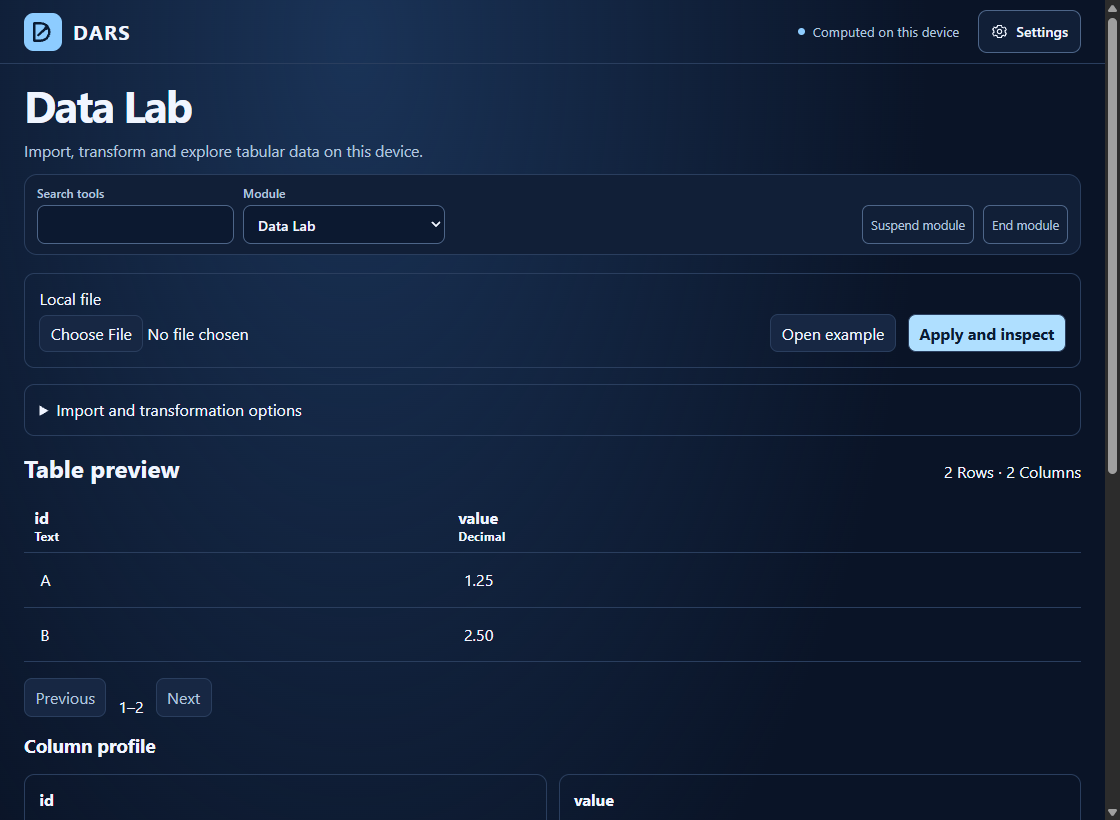 DARS
Computed on this device
Settings
Data Lab
Import, transform and explore tabular data on this device.
Search tools
Module
Data Lab
Suspend module
End module
Local file
Choose File
No file chosen
Open example
Apply and inspect
Import and transformation options
Table preview
2 Rows · 2 Columns
id
value
Text
Decimal
A
1.25
B
2.50
Previous
1–2
Next
Column profile
id
value